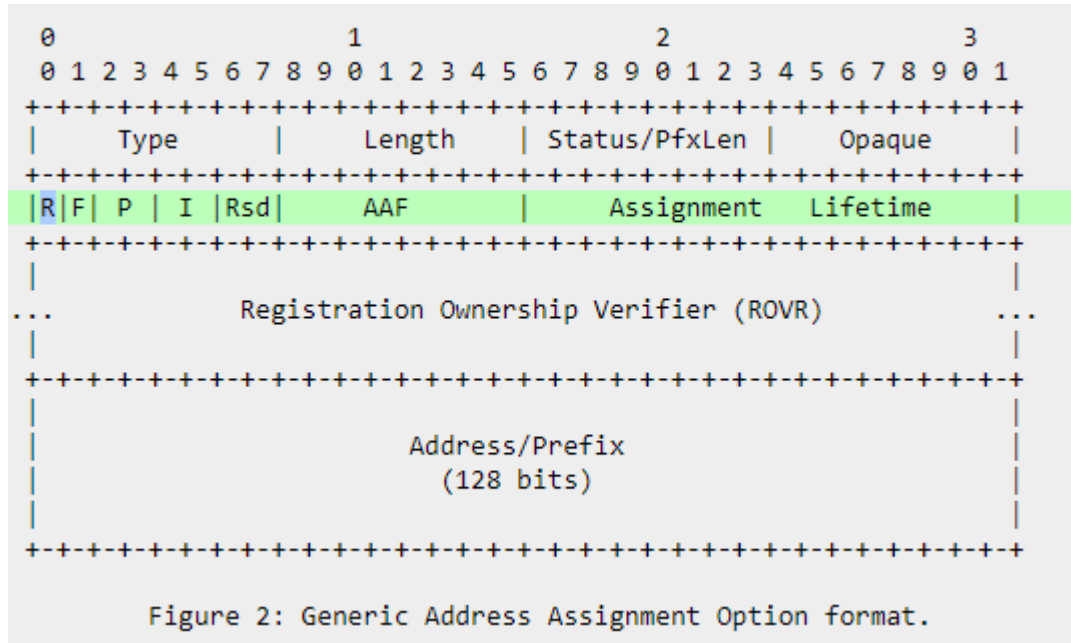 0                   1                   2                   3
 0 1 2 3 4 5 6 7 8 9 0 1 2 3 4 5 6 7 8 9 0 1 2 3 4 5 6 7 8 9 0 1
+-+-+-+-+-+-+-+-+-+-+-+-+-+-+-+-+-+-+-+-+-+-+-+-+-+-+-+-+-+-+-+-+
|     Type      |     Length    | Status/PfxLen |    Opaque     |
+-+-+-+-+-+-+-+-+-+-+-+-+-+-+-+-+-+-+-+-+-+-+-+-+-+-+-+-+-+-+-+-+
|R|F| P | I |Rsd|     AAF       |     Assignment   Lifetime     |
+-+-+-+-+-+-+-+-+-+-+-+-+-+-+-+-+-+-+-+-+-+-+-+-+-+-+-+-+-+-+-+-+
|                                                               |
...            Registration Ownership Verifier (ROVR)           ...
|                                                               |
+-+-+-+-+-+-+-+-+-+-+-+-+-+-+-+-+-+-+-+-+-+-+-+-+-+-+-+-+-+-+-+-+
|                                                               |
|                        Address/Prefix                         |
|                          (128 bits)                           |
|                                                               |
+-+-+-+-+-+-+-+-+-+-+-+-+-+-+-+-+-+-+-+-+-+-+-+-+-+-+-+-+-+-+-+-+
Figure 2: Generic Address Assignment Option format.